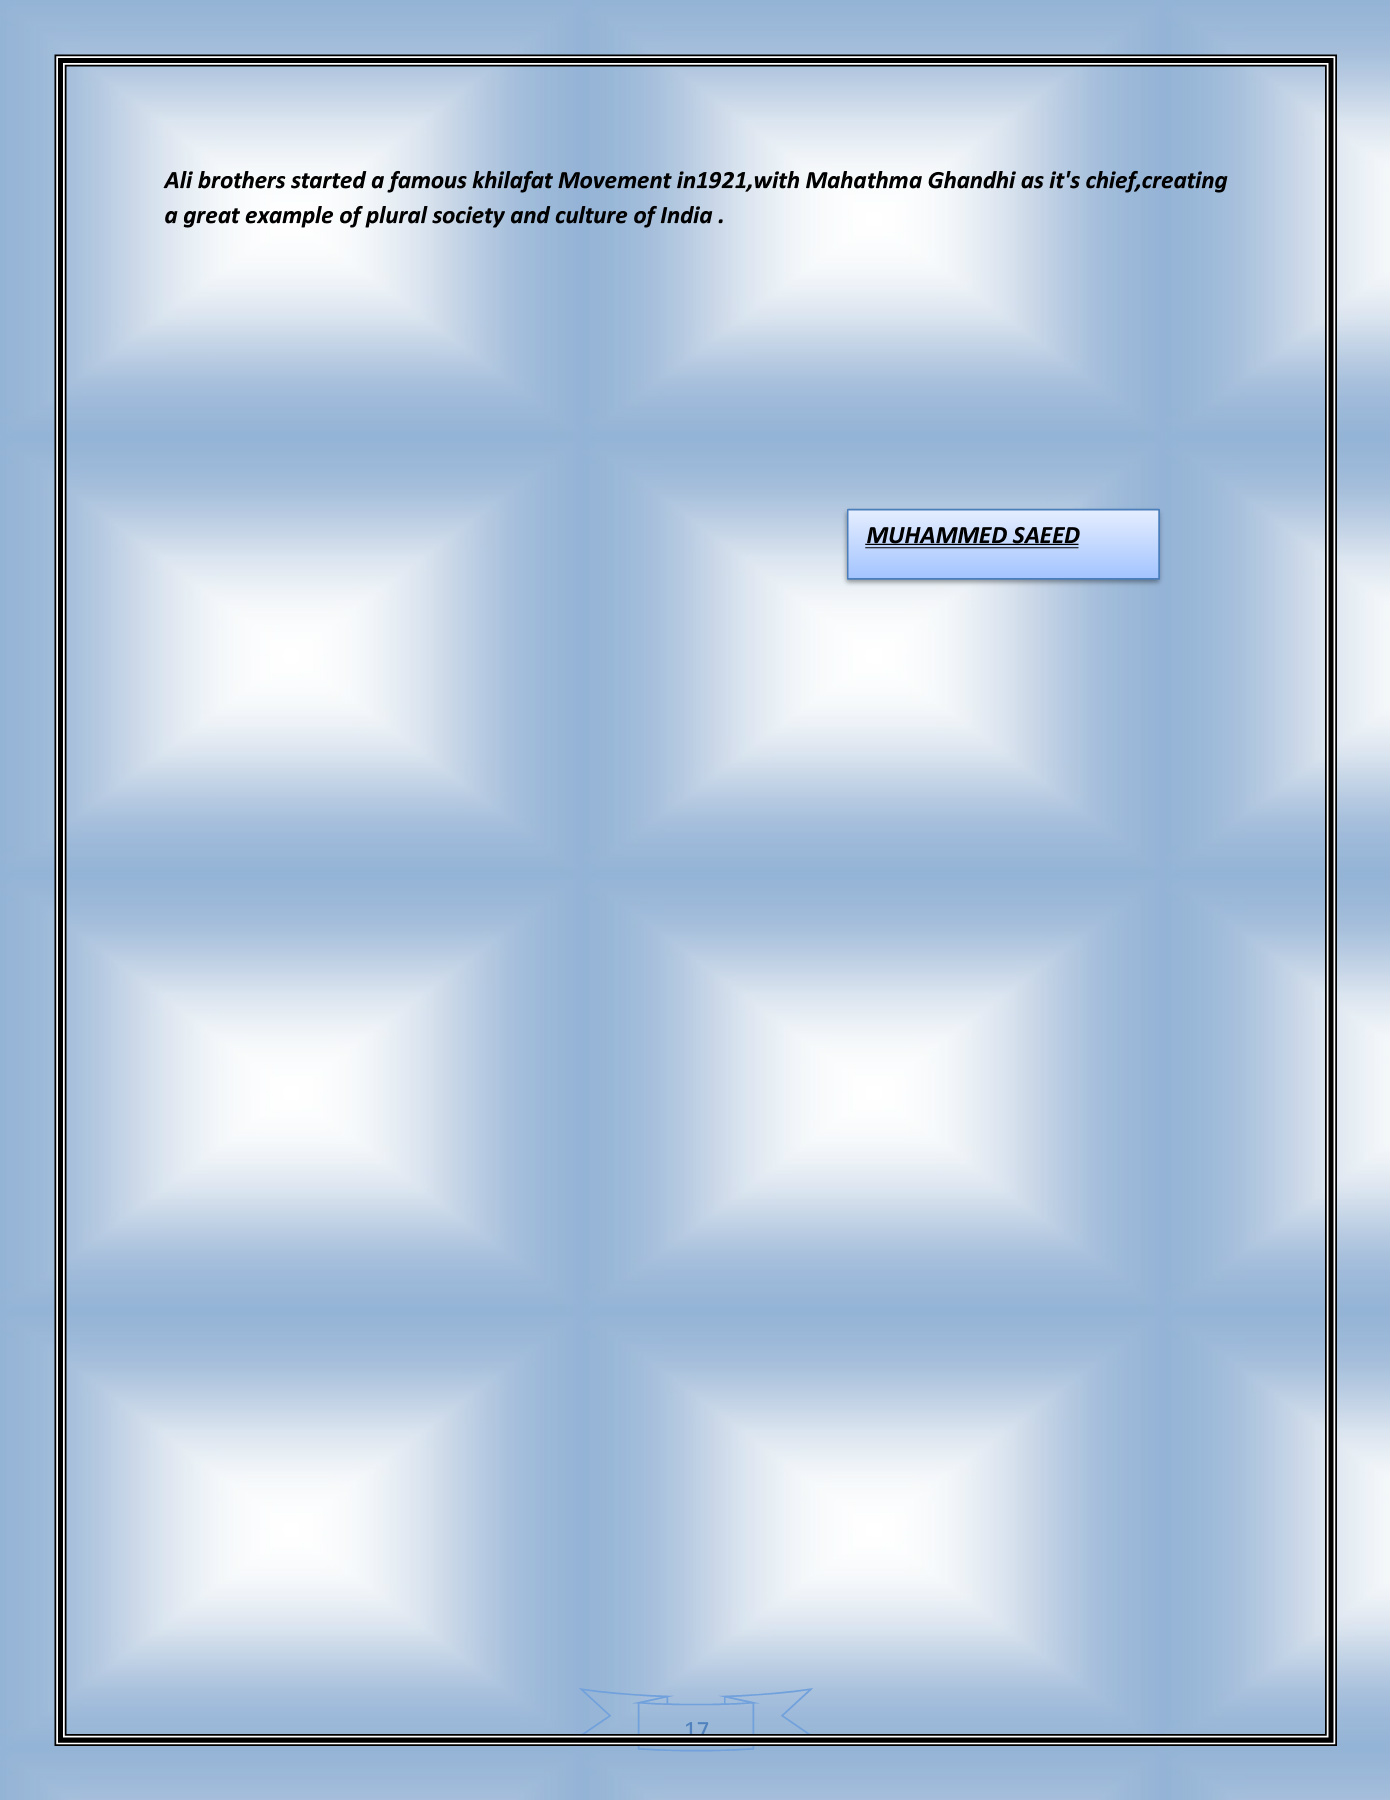 Ali brothers started a famous khilafat Movement in1921,with Mahathma Ghandhi as it's chief,creating
a great example of plural society and culture of India .
MUHAMMED SAEED
17